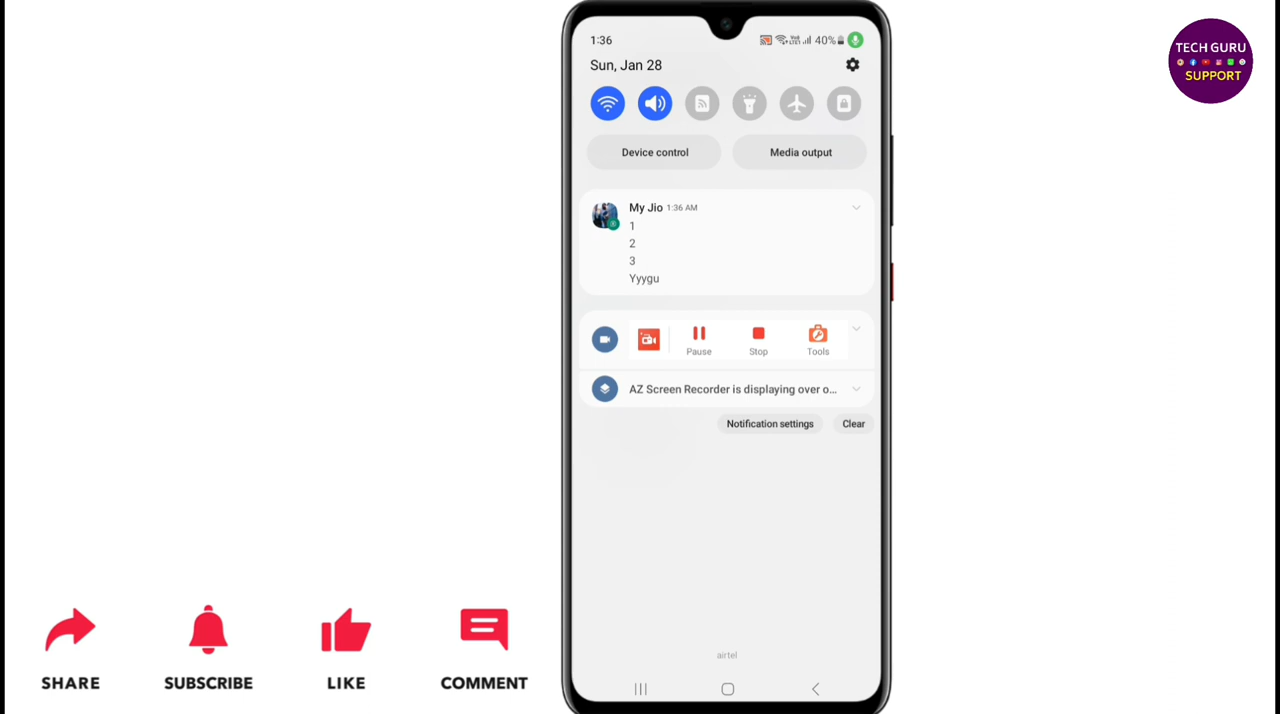 1:36
40%
Sun, Jan 28
Device control
Media output
My Jio 1:36 AM
1
2
3
Yyygu
Pause
Stop
Tools
AZ Screen Recorder is displaying over o...
Notification settings
Clear
airtel
TECH GURU
SUPPORT
SHARE
SUBSCRIBE
LIKE
COMMENT